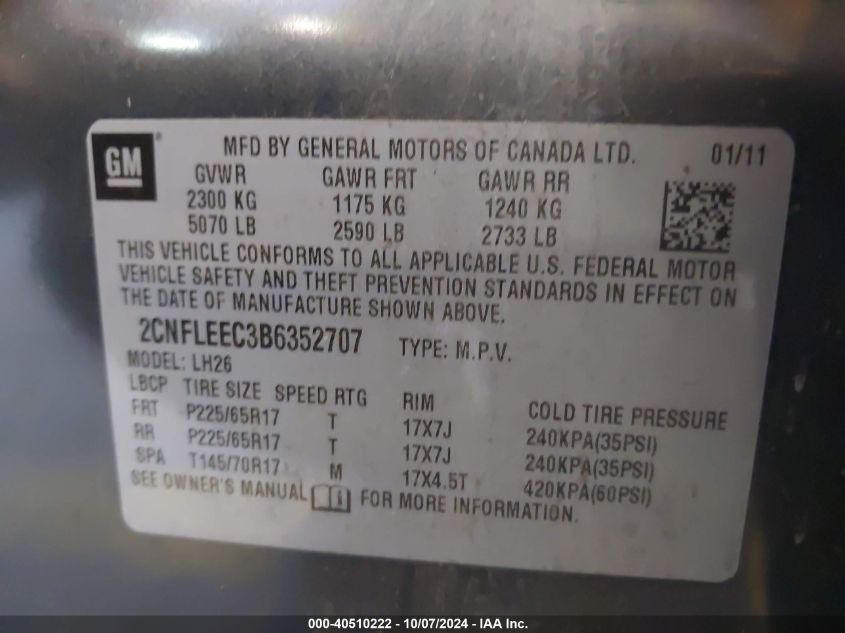 GM®
MFD BY GENERAL MOTORS OF CANADA LTD. 01/11
GVWR GAWR FRT GAWR RR
2300 KG 1175 KG 1240 KG
5070 LB 2590 LB 2733 LB
THIS VEHICLE CONFORMS TO ALL APPLICABLE U.S. FEDERAL MOTOR
VEHICLE SAFETY AND THEFT PREVENTION STANDARDS IN EFFECT ON
THE DATE OF MANUFACTURE SHOWN ABOVE.
2CNFLEEC3B6352707 TYPE: M.P.V.
MODEL: LH26
LBCP TIRE SIZE SPEED RTG RIM COLD TIRE PRESSURE
FRT P225/65R17 T 17X7J 240KPA(35PSI)
RR P225/65R17 T 17X7J 240KPA(35PSI)
SPA T145/70R17 M 17X4.5T 420KPA(60PSI)
SEE OWNER'S MANUAL FOR MORE INFORMATION.
000-40510222 - 10/07/2024 - IAA Inc.